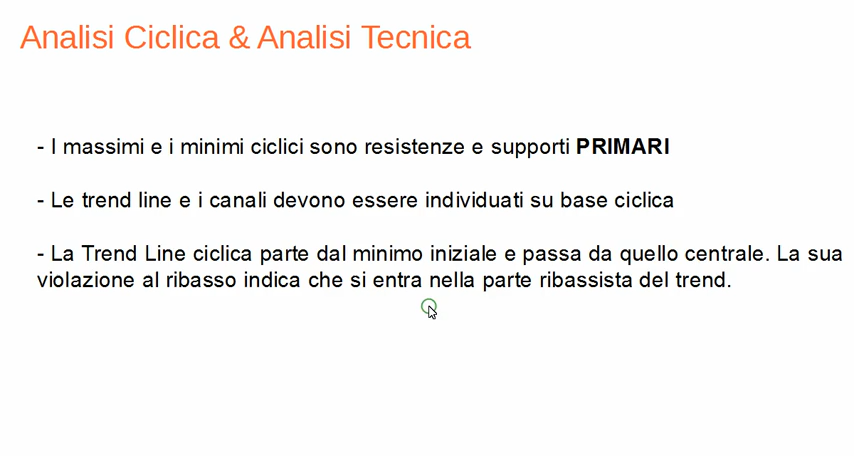 Analisi Ciclica & Analisi Tecnica
- I massimi e i minimi ciclici sono resistenze e supporti PRIMARI
- Le trend line e i canali devono essere individuati su base ciclica
- La Trend Line ciclica parte dal minimo iniziale e passa da quello centrale. La sua
violazione al ribasso indica che si entra nella parte ribassista del trend.